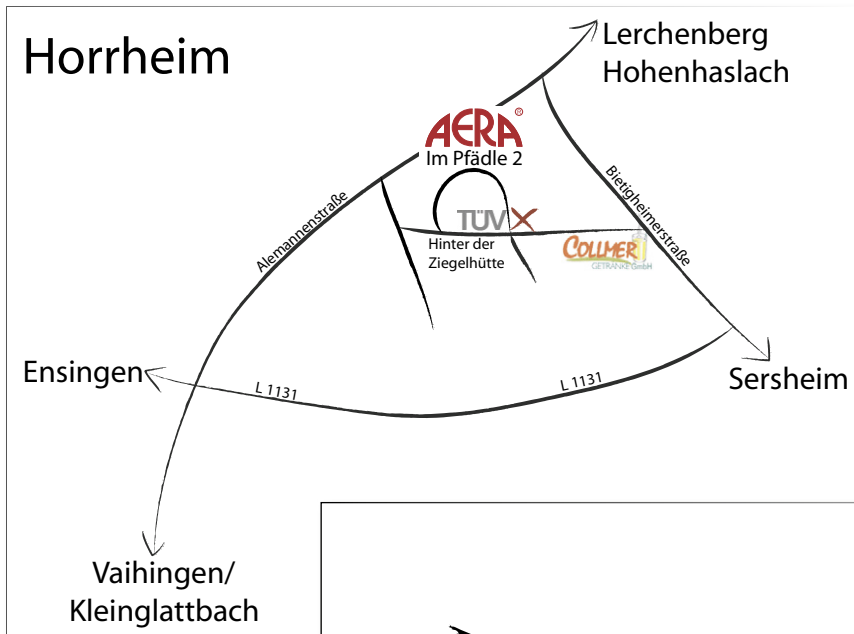 Horrheim
Lerchenberg
Hohenhaslach
AERA®
Im Pfädle 2
Bietigheimerstraße
Alemannenstraße
TÜV
Hinter der
Ziegelhütte
COLLMER
GETRÄNKE GmbH
Ensingen
L 1131
L 1131
Sersheim
Vaihingen/
Kleinglattbach